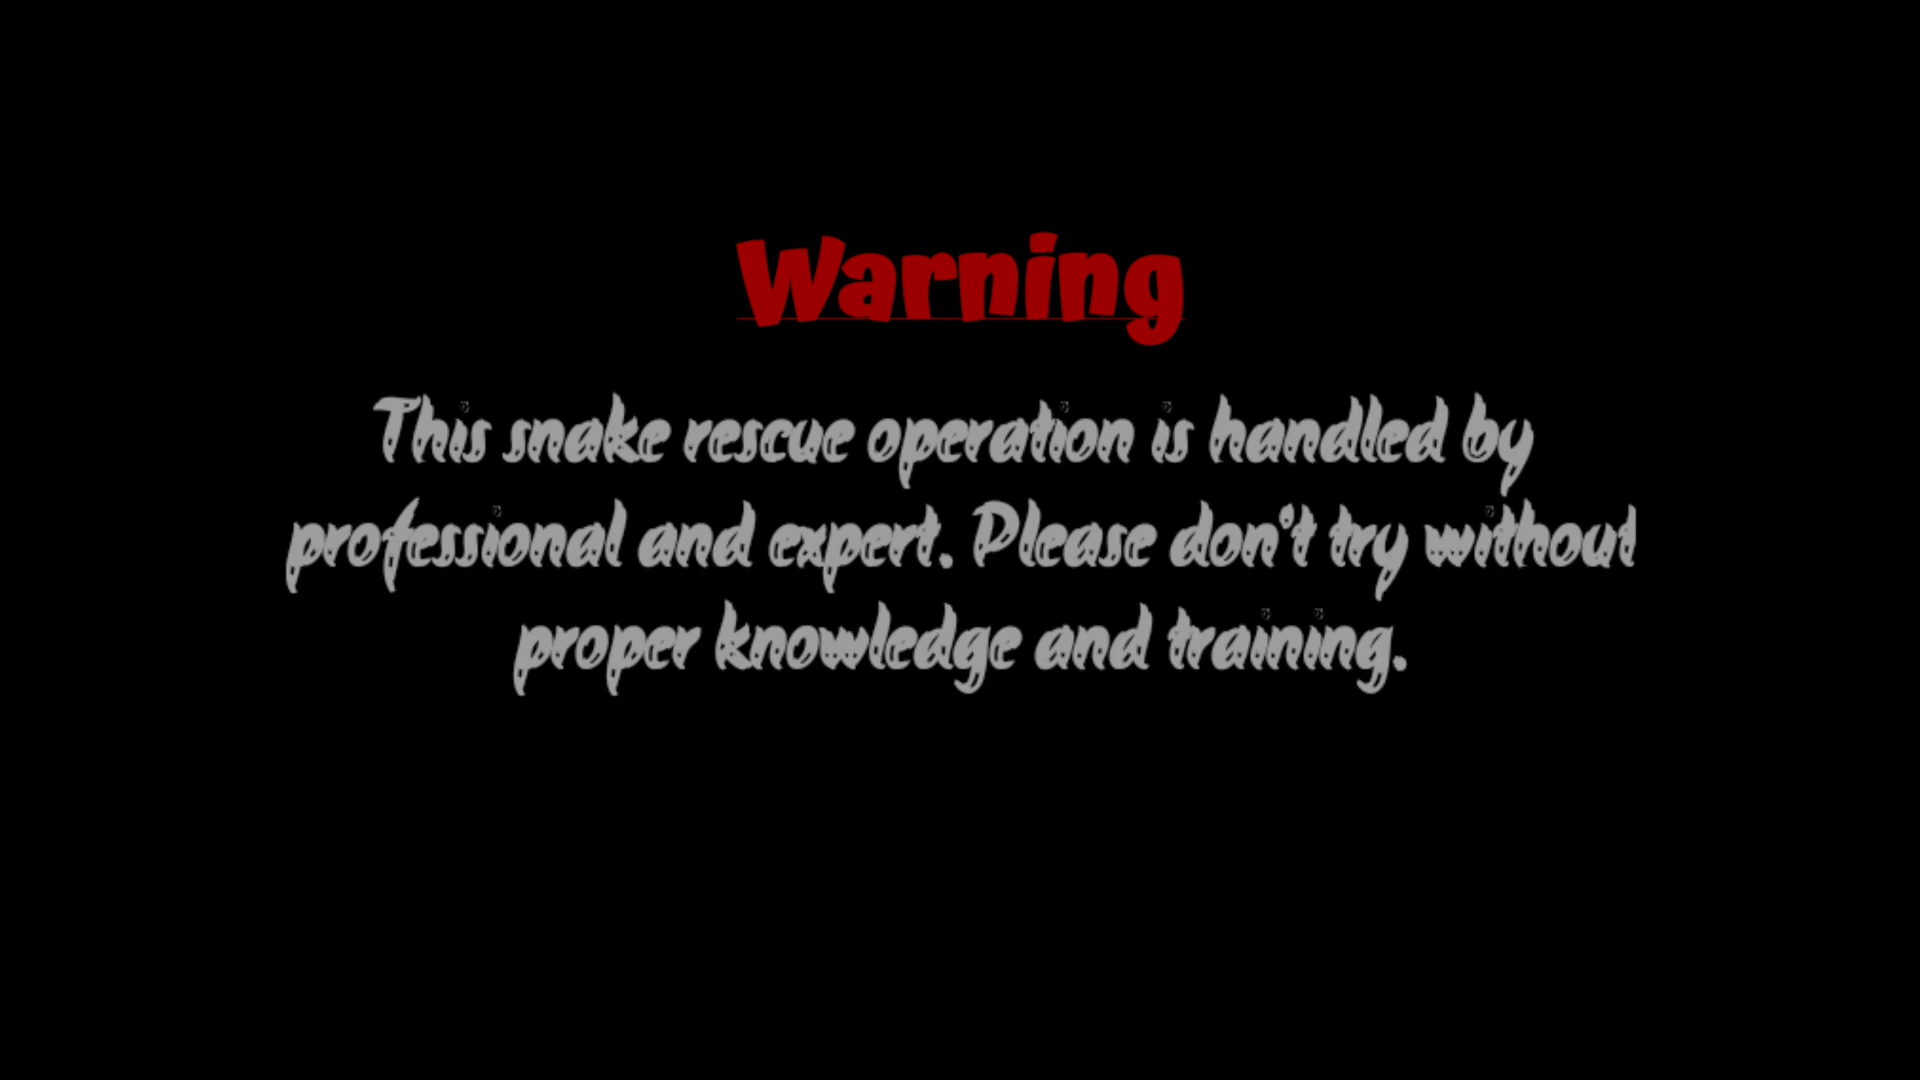 Warning
This snake rescue operation is handled by
professional and expert. Please don't try without
proper knowledge and training.